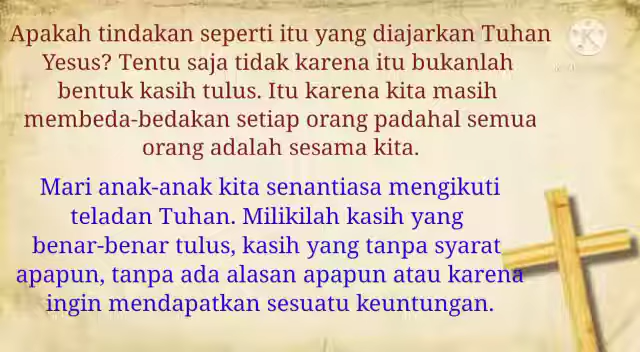 Apakah tindakan seperti itu yang diajarkan Tuhan
Yesus? Tentu saja tidak karena itu bukanlah
bentuk kasih tulus. Itu karena kita masih
membeda-bedakan setiap orang padahal semua
orang adalah sesama kita.
Mari anak-anak kita senantiasa mengikuti
teladan Tuhan. Milikilah kasih yang
benar-benar tulus, kasih yang tanpa syarat
apapun, tanpa ada alasan apapun atau karena
ingin mendapatkan sesuatu keuntungan.